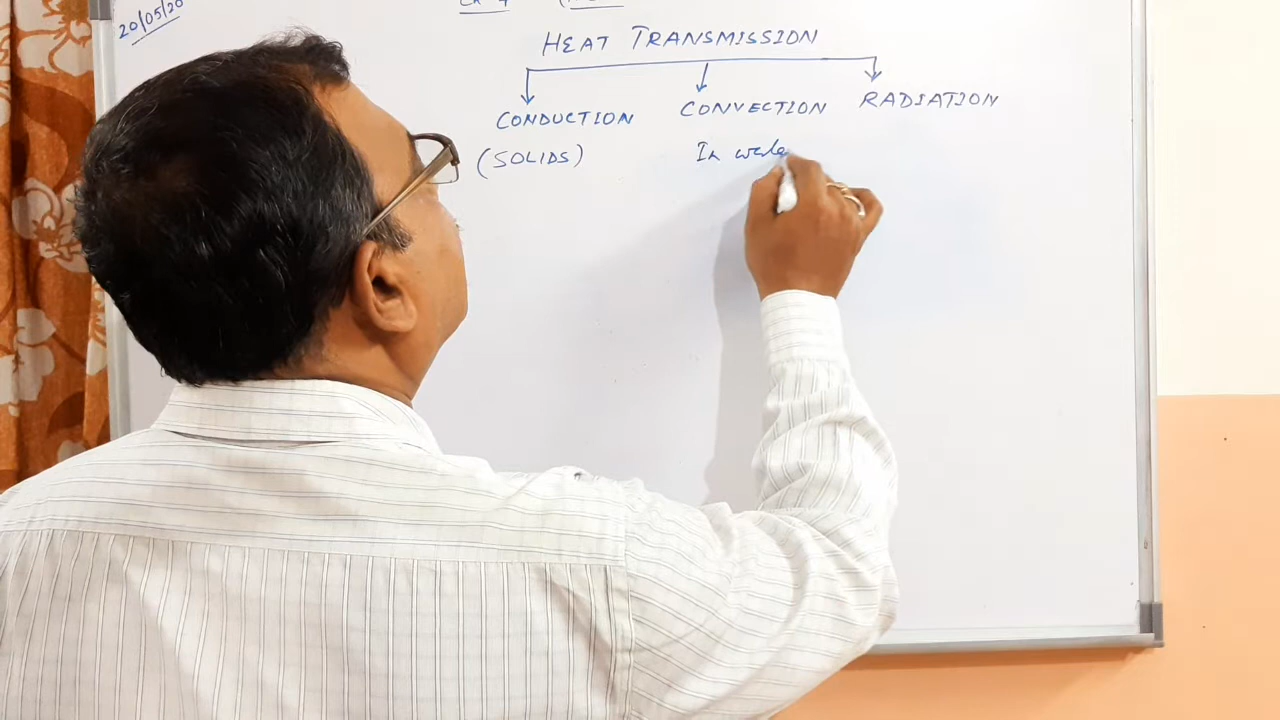 20/05/20
HEAT TRANSMISSION
CONDUCTION CONVECTION RADIATION
(SOLIDS) In wate